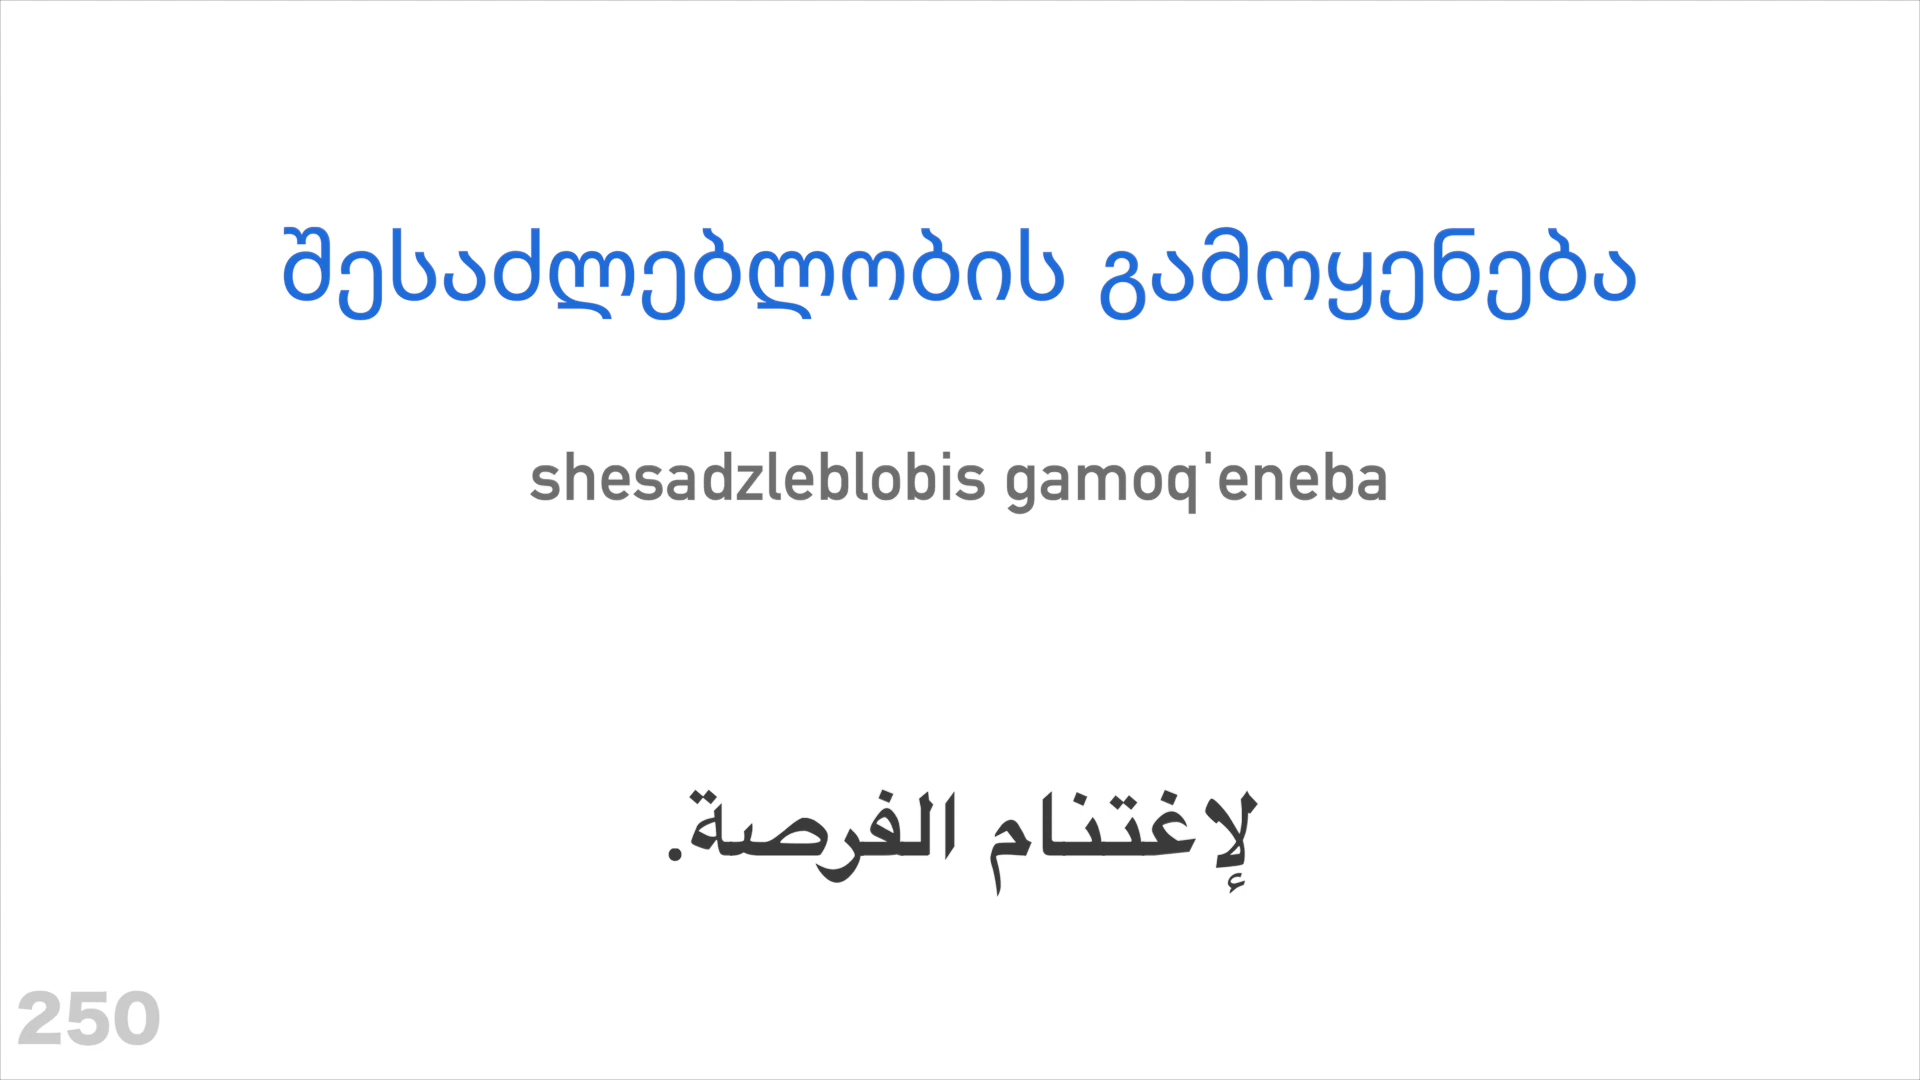 შესაძლებლობის გამოყენება
shesadzleblobis gamoq'eneba
لإغتنام الفرصة.
250